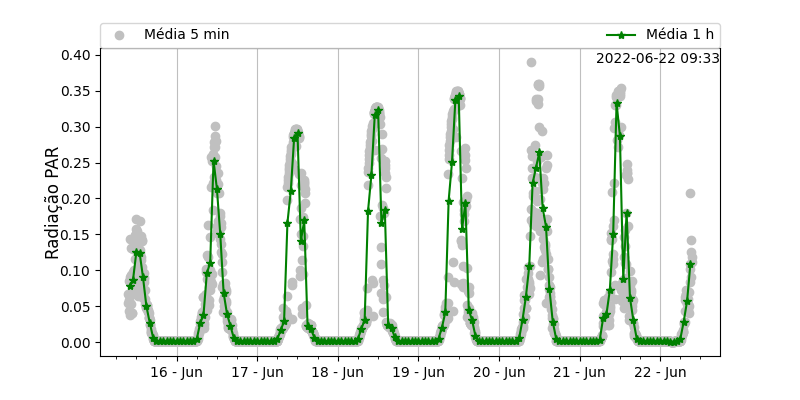 Média 5 min
Média 1 h
2022-06-22 09:33
Radiação PAR
0.40
0.35
0.30
0.25
0.20
0.15
0.10
0.05
0.00
16 - Jun
17 - Jun
18 - Jun
19 - Jun
20 - Jun
21 - Jun
22 - Jun